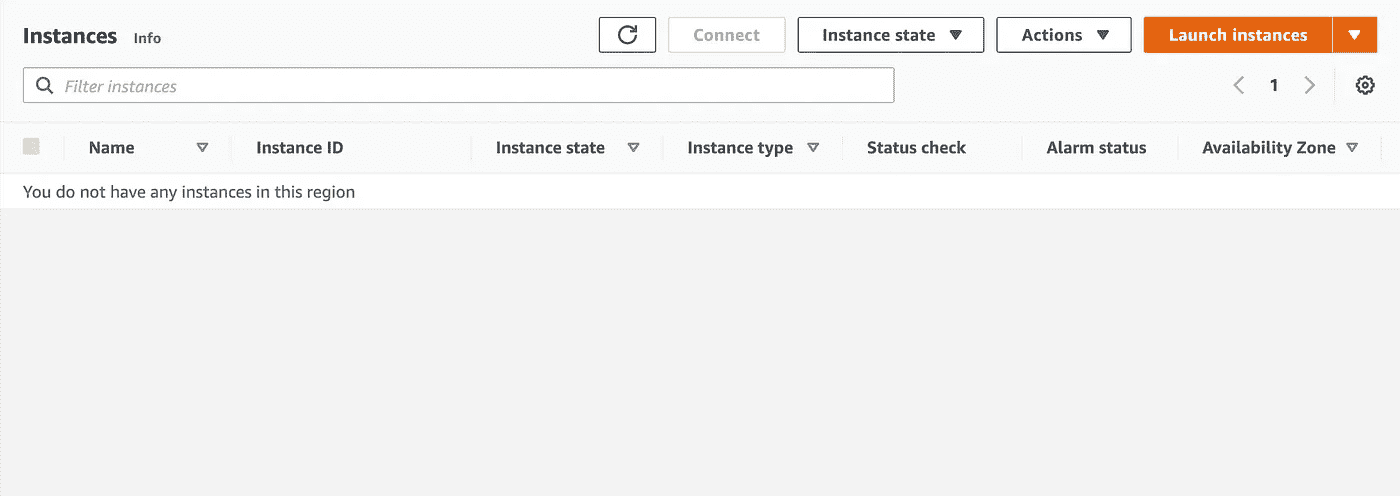 Instances Info Connect Instance state Actions Launch instances
Filter instances 1
Name Instance ID Instance state Instance type Status check Alarm status Availability Zone
You do not have any instances in this region